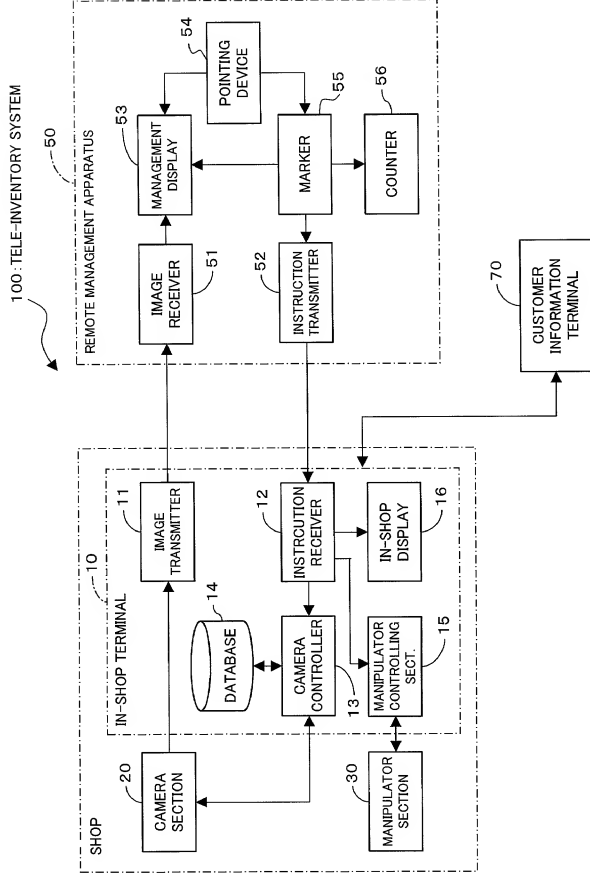 100:TELE-INVENTORY SYSTEM
SHOP
10
IN-SHOP TERMINAL
50
REMOTE MANAGEMENT APPARATUS
20
CAMERA
SECTION
11
IMAGE
TRANSMITTER
IMAGE
RECEIVER
51
53
MANAGEMENT
DISPLAY
54
POINTING
DEVICE
14
DATABASE
CAMERA
CONTROLLER
13
12
INSTRCUTION
RECEIVER
52
INSTRUCTION
TRANSMITTER
MARKER
55
30
MANIPULATOR
SECTION
MANIPULATOR
CONTROLLING
SECT.
15
IN-SHOP
DISPLAY
16
COUNTER
56
70
CUSTOMER
INFORMATION
TERMINAL